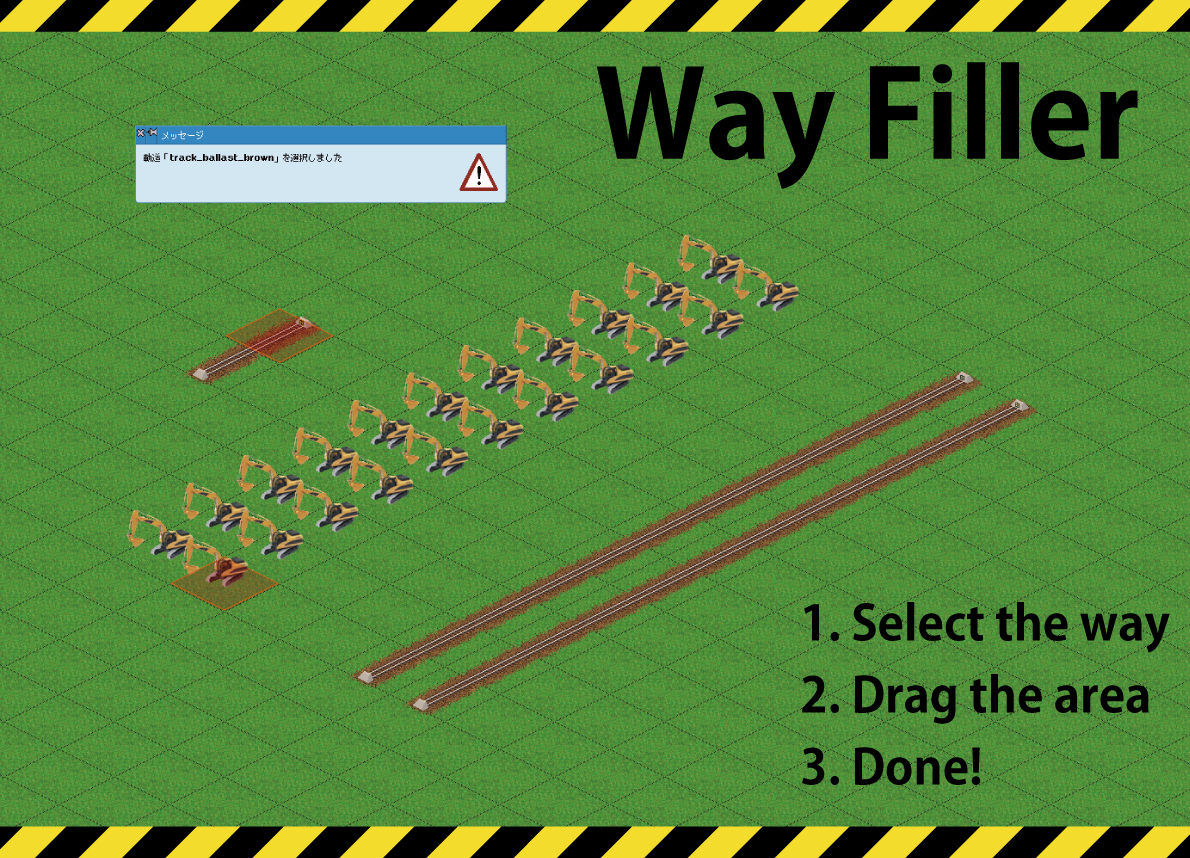 Way Filler
メッセージ
軌道「track_ballast_brown」を選択しました
1. Select the way
2. Drag the area
3. Done!